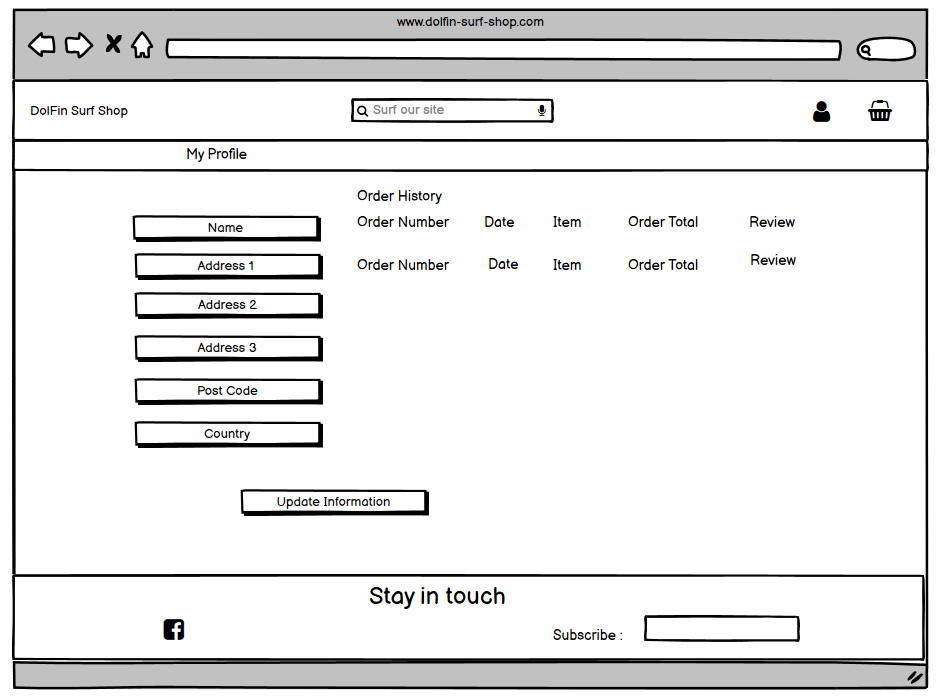 www.dolfin-surf-shop.com
DolFin Surf Shop
Surf our site
My Profile
Order History
Name
Order Number Date Item Order Total Review
Address 1
Order Number Date Item Order Total Review
Address 2
Address 3
Post Code
Country
Update Information
Stay in touch
Subscribe :